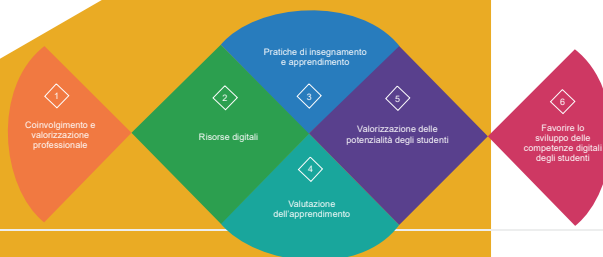 1
Coinvolgimento e
valorizzazione
professionale
2
Risorse digitali
Pratiche di insegnamento
e apprendimento
3
4
Valutazione
dell'apprendimento
5
Valorizzazione delle
potenzialità degli studenti
6
Favorire lo
sviluppo delle
competenze digitali
degli studenti